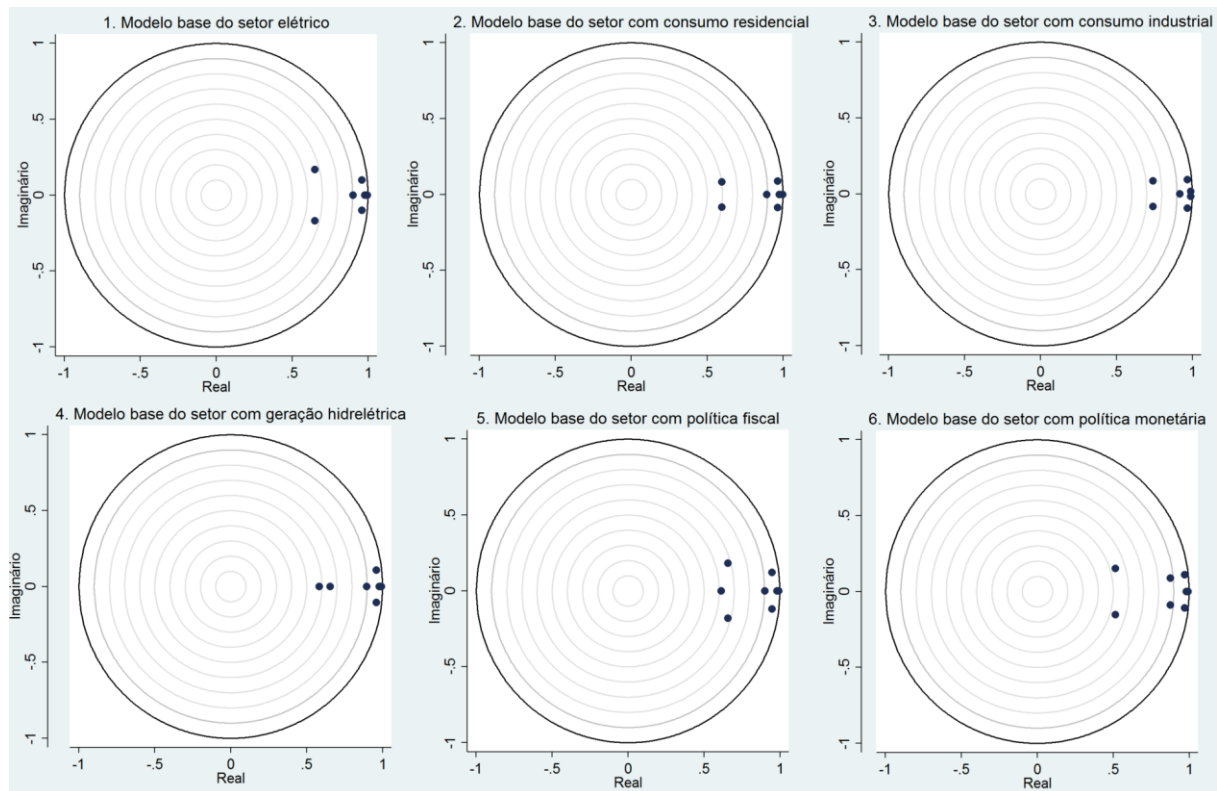 1. Modelo base do setor elétrico
1
.5
0
-.5
-1
Imaginário
-1 -.5 0 .5 1
Real
2. Modelo base do setor com consumo residencial
1
.5
0
-.5
-1
Imaginário
-1 -.5 0 .5 1
Real
3. Modelo base do setor com consumo industrial
1
.5
0
-.5
-1
Imaginário
-1 -.5 0 .5 1
Real
4. Modelo base do setor com geração hidrelétrica
1
.5
0
-.5
-1
Imaginário
-1 -.5 0 .5 1
Real
5. Modelo base do setor com política fiscal
1
.5
0
-.5
-1
Imaginário
-1 -.5 0 .5 1
Real
6. Modelo base do setor com política monetária
1
.5
0
-.5
-1
Imaginário
-1 -.5 0 .5 1
Real